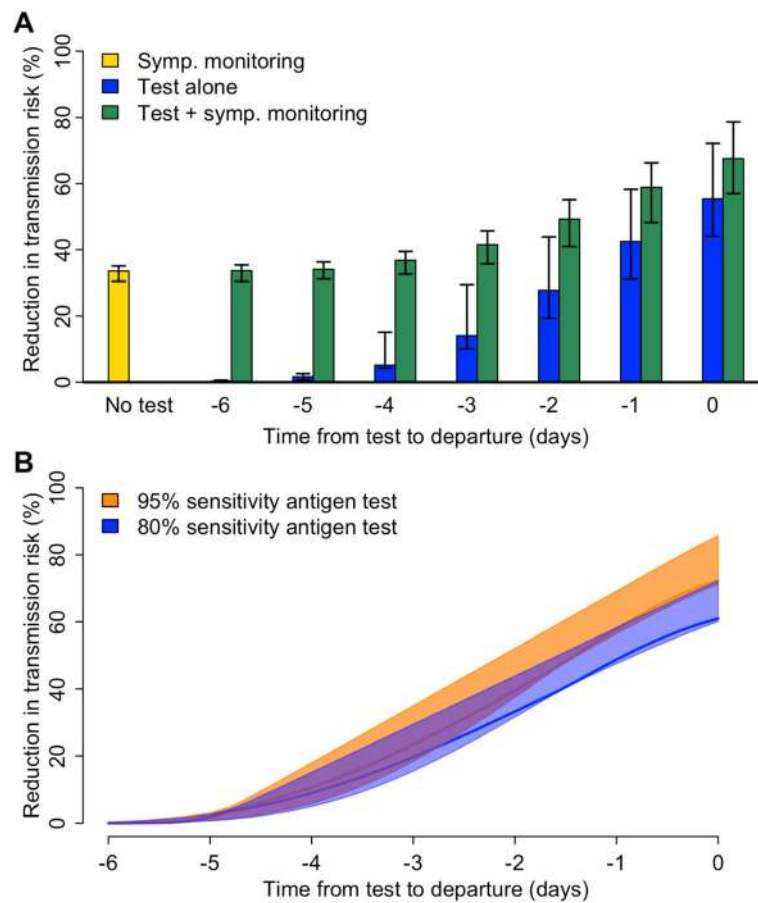 A
Reduction in transmission risk (%)
100
80
60
40
20
0
Symp. monitoring
Test alone
Test + symp. monitoring
No test -6 -5 -4 -3 -2 -1 0
Time from test to departure (days)
B
Reduction in transmission risk (%)
100
80
60
40
20
0
95% sensitivity antigen test
80% sensitivity antigen test
-6 -5 -4 -3 -2 -1 0
Time from test to departure (days)